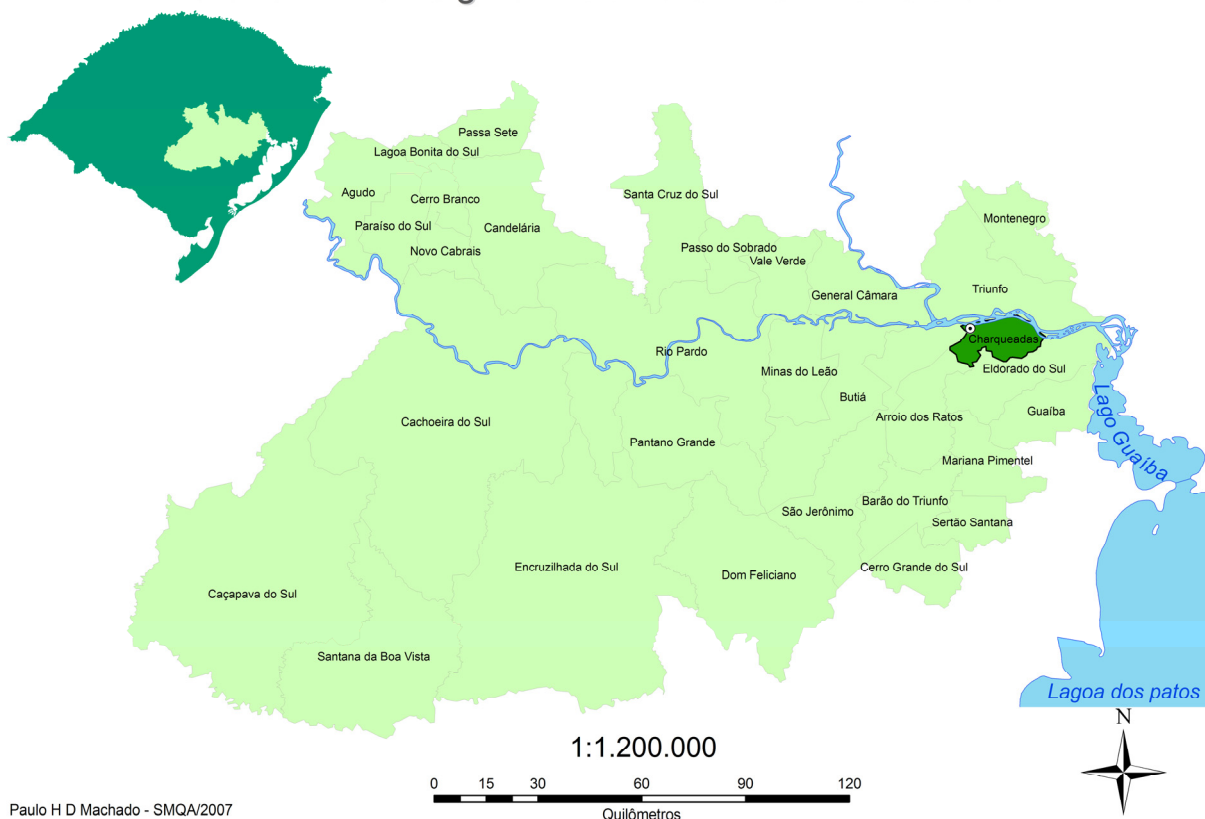 Passa Sete
Lagoa Bonita do Sul
Agudo
Cerro Branco
Santa Cruz do Sul
Paraíso do Sul
Candelária
Montenegro
Novo Cabrais
Passo do Sobrado
Vale Verde
Triunfo
General Câmara
Charqueadas
Rio Pardo
Minas do Leão
Eldorado do Sul
Butiá
Guaíba
Arroio dos Ratos
Cachoeira do Sul
Lago Guaíba
Pantano Grande
Mariana Pimentel
Barão do Triunfo
São Jerônimo
Sertão Santana
Encruzilhada do Sul
Cerro Grande do Sul
Dom Feliciano
Caçapava do Sul
Santana da Boa Vista
Lagoa dos patos
N
1:1.200.000
0 15 30 60 90 120
Quilômetros
Paulo H D Machado - SMQA/2007